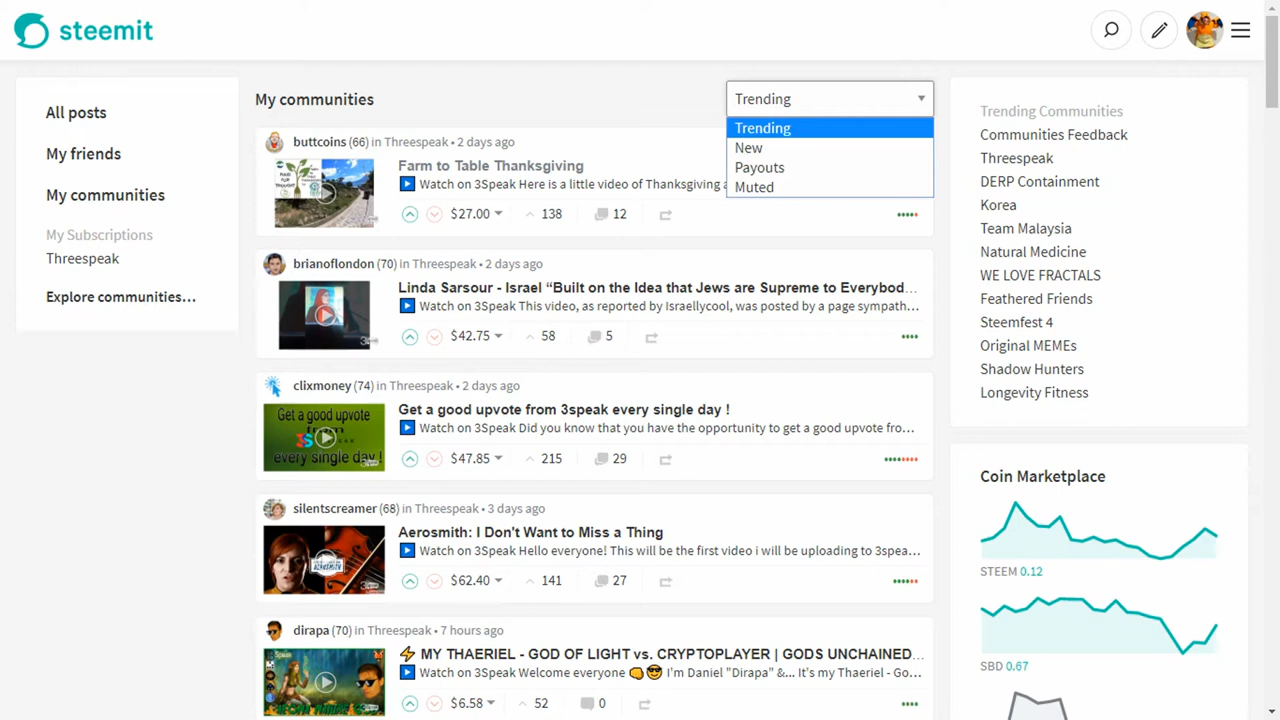 steemit
All posts
My friends
My communities
My Subscriptions
Threespeak
Explore communities...
My communities
Trending
Trending
New
Payouts
Muted
buttcoins (66) in Threespeak • 2 days ago
Farm to Table Thanksgiving
Watch on 3Speak Here is a little video of Thanksgiving
$27.00 138 12
brianoflondon (70) in Threespeak • 2 days ago
Linda Sarsour - Israel “Built on the Idea that Jews are Supreme to Everybod...
Watch on 3Speak This video, as reported by Israellycool, was posted by a page sympath...
$42.75 58 5
clixmoney (74) in Threespeak • 2 days ago
Get a good upvote
from
every single day !
Get a good upvote from 3speak every single day !
Watch on 3Speak Did you know that you have the opportunity to get a good upvote fro...
$47.85 215 29
silentscreamer (68) in Threespeak • 3 days ago
AEROSMITH
Aerosmith: I Don't Want to Miss a Thing
Watch on 3Speak Hello everyone! This will be the first video i will be uploading to 3spea...
$62.40 141 27
dirapa (70) in Threespeak • 7 hours ago
MY THAERIEL - GOD OF LIGHT vs. CRYPTOPLAYER | GODS UNCHAINED...
Watch on 3Speak Welcome everyone I'm Daniel "Dirapa" &... It's my Thaeriel - Go...
$6.58 52 0
Trending Communities
Communities Feedback
Threespeak
DERP Containment
Korea
Team Malaysia
Natural Medicine
WE LOVE FRACTALS
Feathered Friends
Steemfest 4
Original MEMEs
Shadow Hunters
Longevity Fitness
Coin Marketplace
STEEM 0.12
SBD 0.67